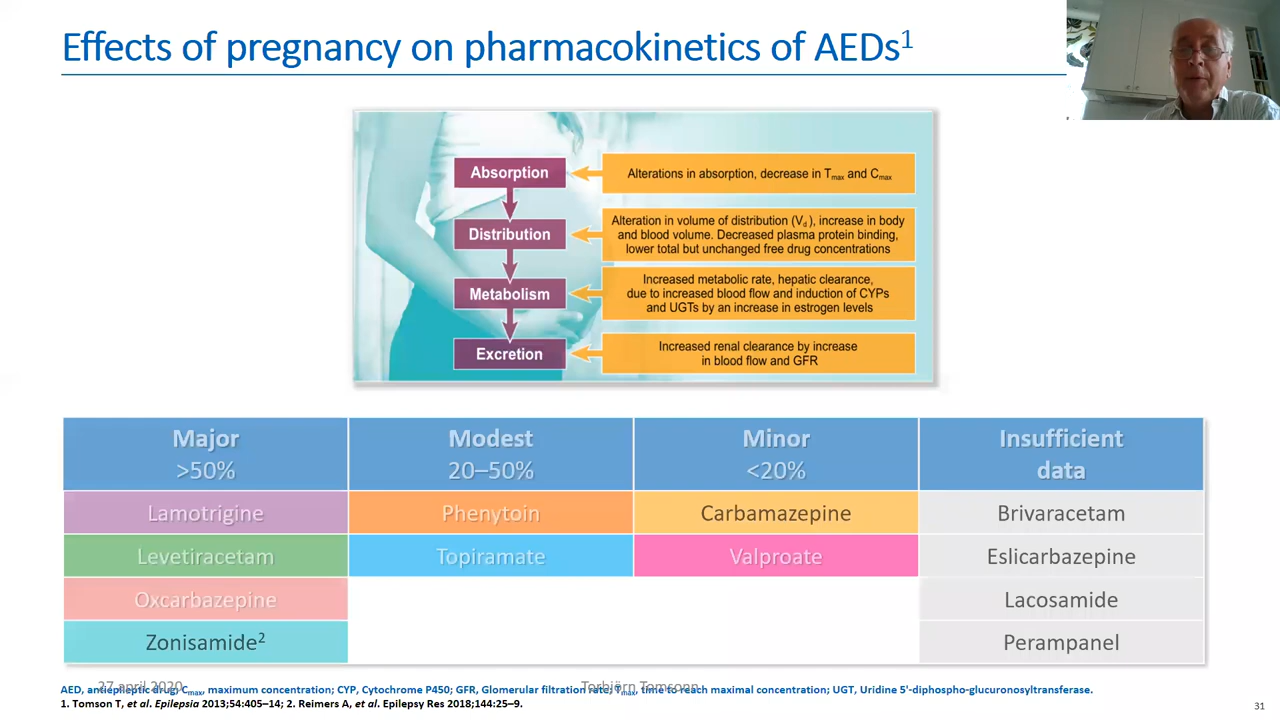 Effects of pregnancy on pharmacokinetics of AEDs1
Absorption
Alterations in absorption, decrease in Tmax and Cmax
Distribution
Alteration in volume of distribution (Vd), increase in body
and blood volume. Decreased plasma protein binding,
lower total but unchanged free drug concentrations
Metabolism
Increased metabolic rate, hepatic clearance,
due to increased blood flow and induction of CYPs
and UGTs by an increase in estrogen levels
Excretion
Increased renal clearance by increase
in blood flow and GFR
Major
>50%
Modest
20–50%
Minor
<20%
Insufficient
data
Lamotrigine
Phenytoin
Carbamazepine
Brivaracetam
Levetiracetam
Topiramate
Valproate
Eslicarbazepine
Oxcarbazepine
Lacosamide
Zonisamide2
Perampanel
27 april 2020
Torbjörn Tomsonn
AED, antiepileptic drug; Cmax, maximum concentration; CYP, Cytochrome P450; GFR, Glomerular filtration rate; Tmax, time to reach maximal concentration; UGT, Uridine 5'-diphospho-glucuronosyltransferase.
1. Tomson T, et al. Epilepsia 2013;54:405–14; 2. Reimers A, et al. Epilepsy Res 2018;144:25–9.
31